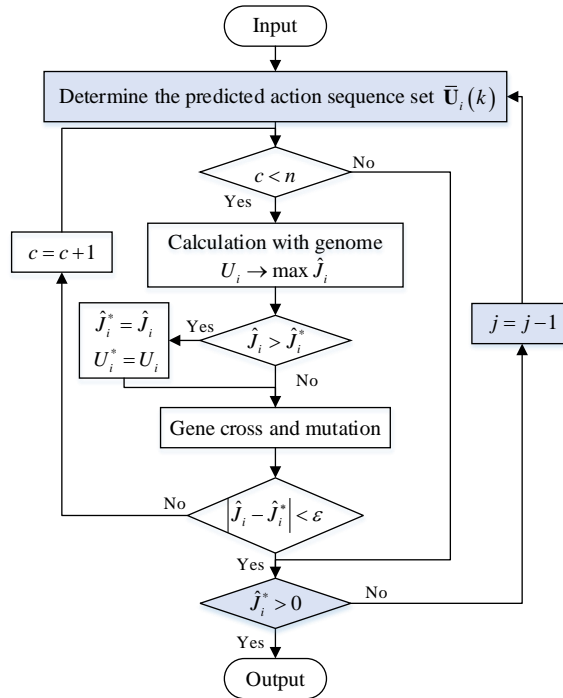 Input
Determine the predicted action sequence set Ū_i(k)
c < n
No
Yes
Calculation with genome
U_i → max Ĵ_i
c = c+1
Ĵ_i^* = Ĵ_i
U_i^* = U_i
Yes
Ĵ_i > Ĵ_i^*
j = j−1
No
Gene cross and mutation
No
|Ĵ_i − Ĵ_i^*| < ε
Yes
Ĵ_i^* > 0
No
Yes
Output